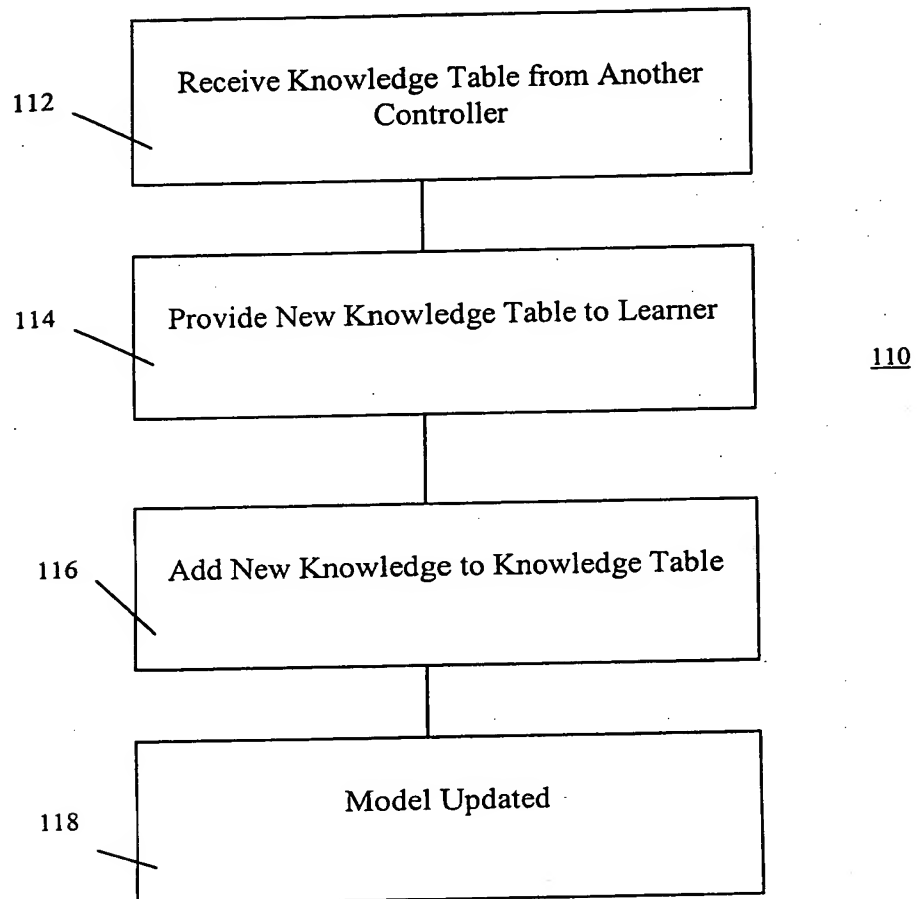 Receive Knowledge Table from Another
Controller
112
Provide New Knowledge Table to Learner
114
110
Add New Knowledge to Knowledge Table
116
Model Updated
118